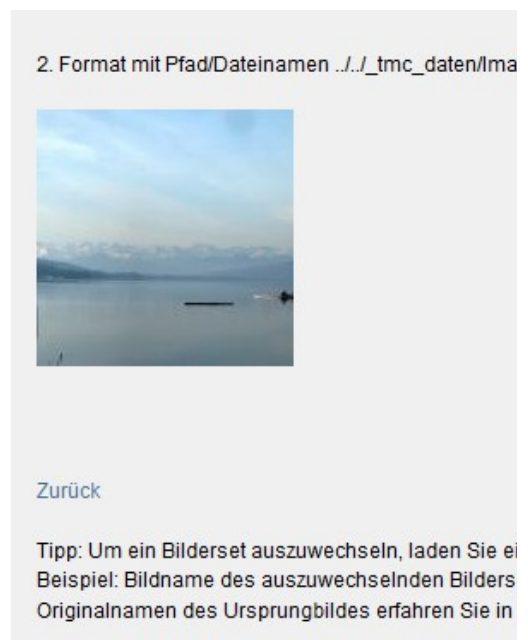 2. Format mit Pfad/Dateinamen ../../_tmc_daten/Ima
Zurück
Tipp: Um ein Bilderset auszuwechseln, laden Sie ei
Beispiel: Bildname des auszuwechselnden Bilders
Originalnamen des Ursprungbildes erfahren Sie in